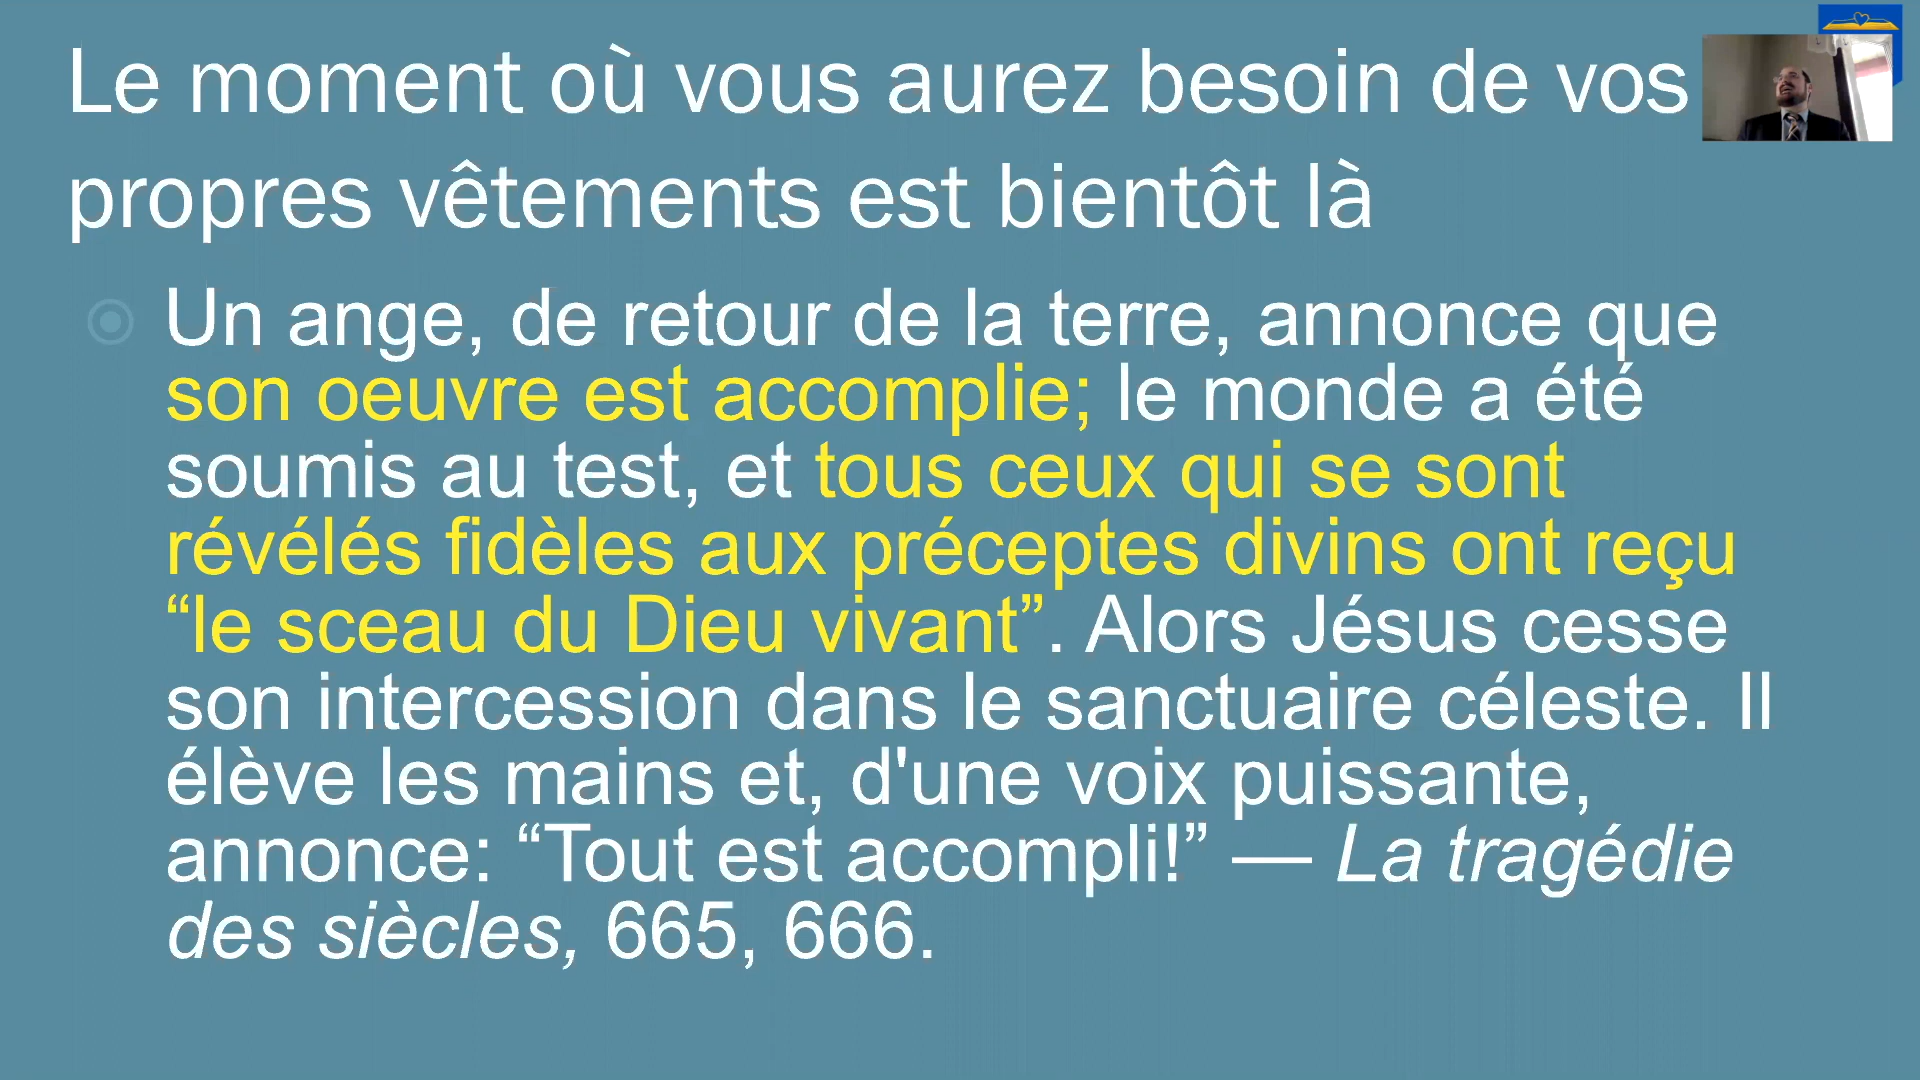 Le moment où vous aurez besoin de vos
propres vêtements est bientôt là
Un ange, de retour de la terre, annonce que
son oeuvre est accomplie; le monde a été
soumis au test, et tous ceux qui se sont
révélés fidèles aux préceptes divins ont reçu
“le sceau du Dieu vivant”. Alors Jésus cesse
son intercession dans le sanctuaire céleste. Il
élève les mains et, d'une voix puissante,
annonce: “Tout est accompli!” — La tragédie
des siècles, 665, 666.